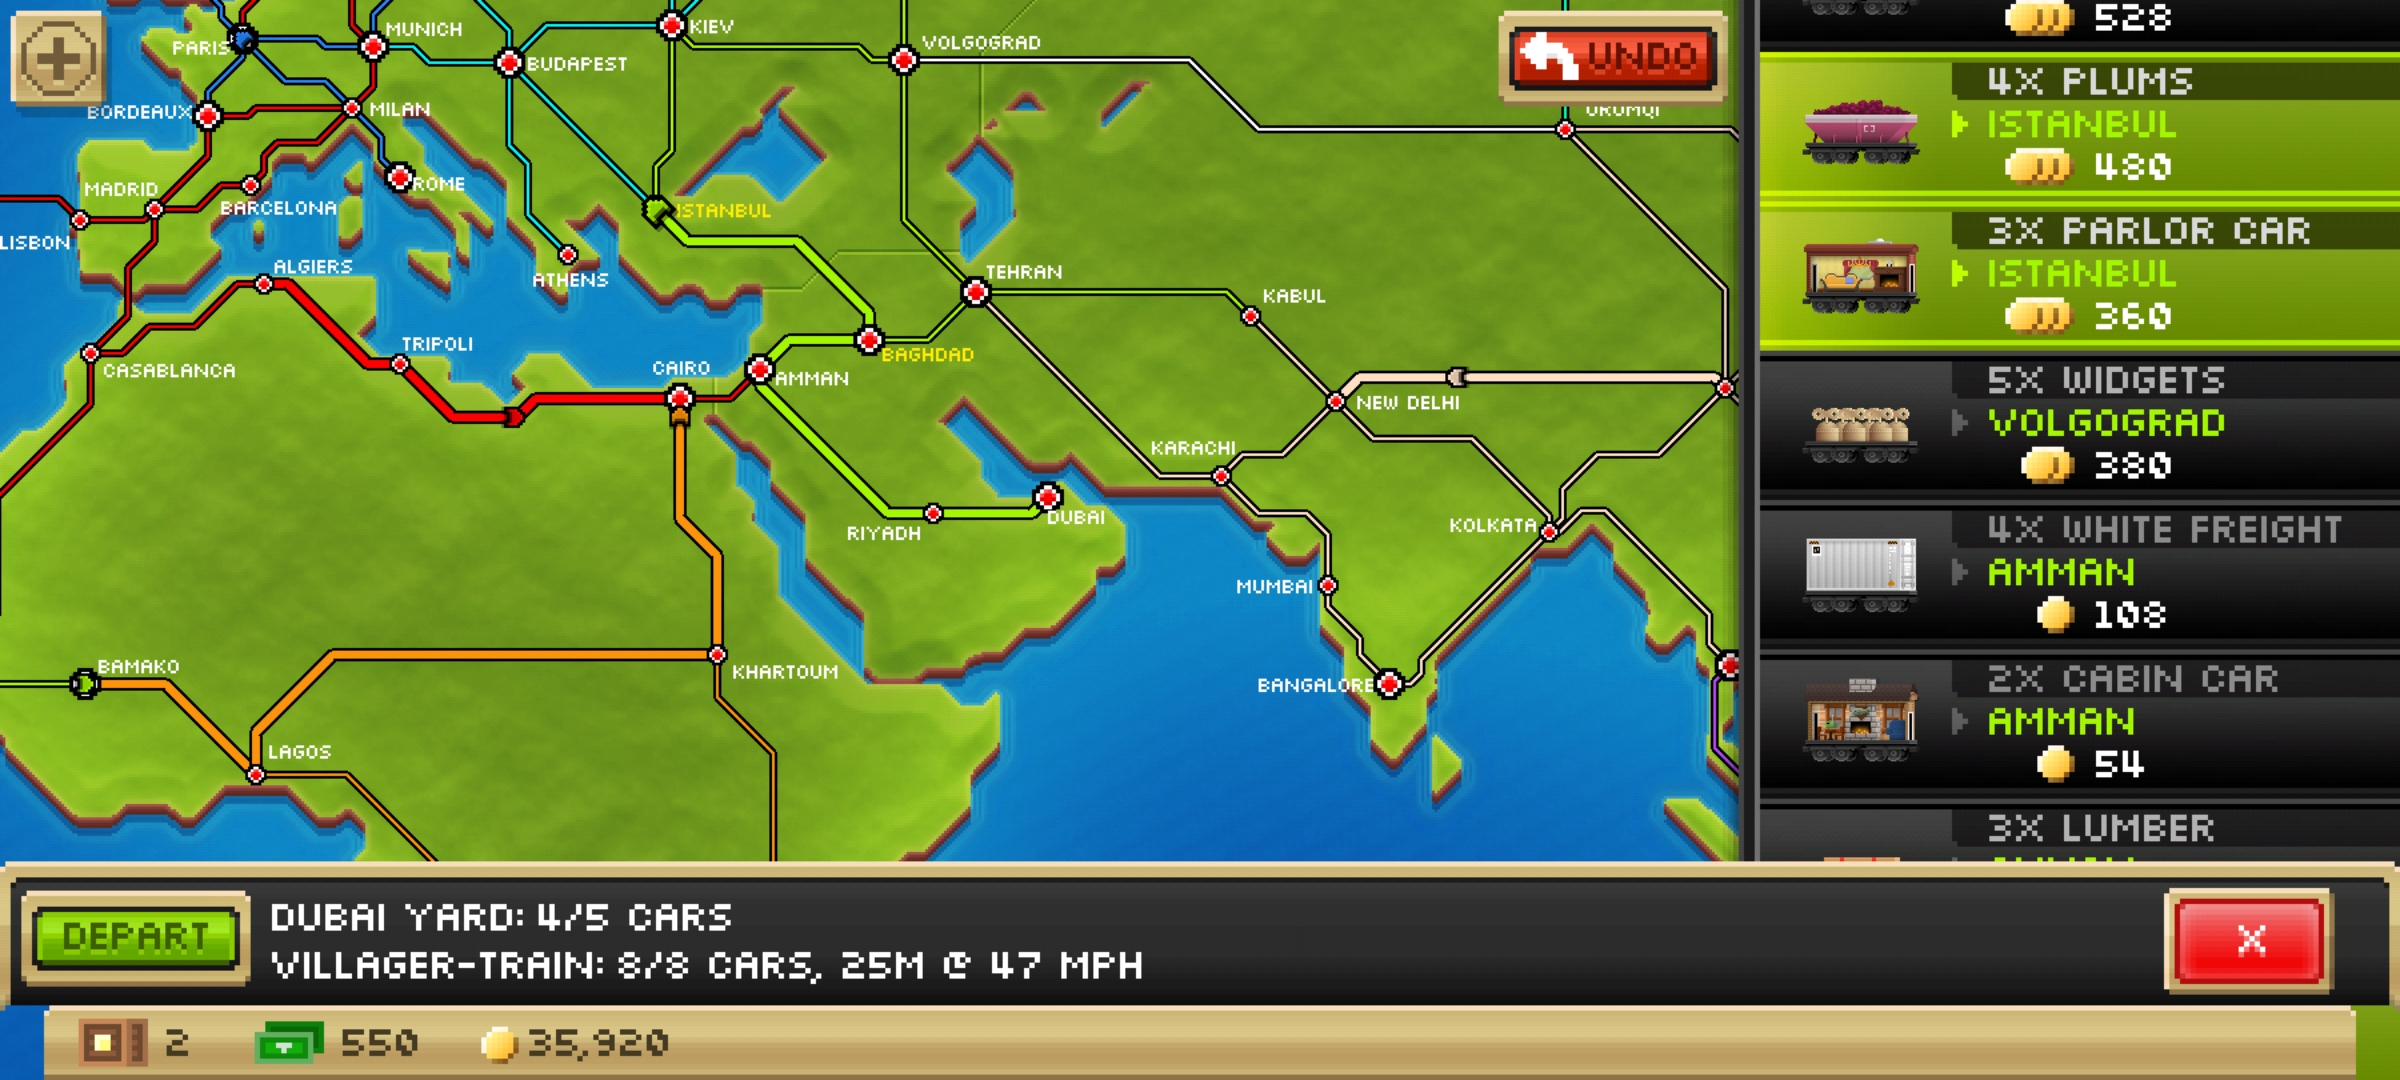 MUNICH
KIEV
PARIS
VOLGOGRAD
BUDAPEST
UNDO
BORDEAUX
MILAN
URUMQI
MADRID
ROME
BARCELONA
ISTANBUL
LISBON
ATHENS
ALGIERS
TEHRAN
KABUL
TRIPOLI
BAGHDAD
CAIRO
CASABLANCA
AMMAN
NEW DELHI
KARACHI
DUBAI
RIYADH
KOLKATA
MUMBAI
BAMAKO
KHARTOUM
BANGALORE
LAGOS
528
4X PLUMS
ISTANBUL
480
3X PARLOR CAR
ISTANBUL
360
5X WIDGETS
VOLGOGRAD
380
4X WHITE FREIGHT
AMMAN
108
2X CABIN CAR
AMMAN
54
3X LUMBER
DEPART
DUBAI YARD: 4/5 CARS
VILLAGER-TRAIN: 8/8 CARS, 25M @ 47 MPH
X
2
550
35,920